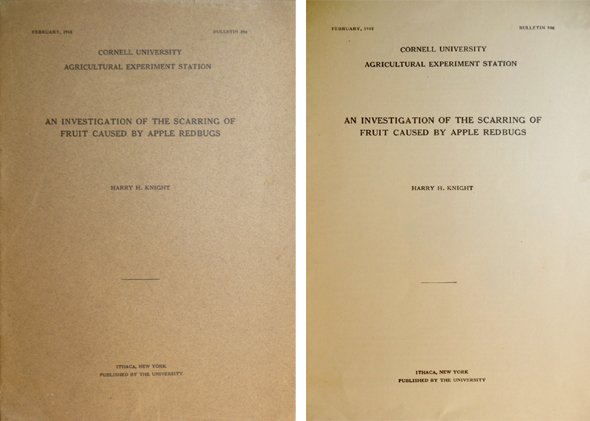 FEBRUARY, 1918
BULLETIN 396
CORNELL UNIVERSITY
AGRICULTURAL EXPERIMENT STATION
AN INVESTIGATION OF THE SCARRING OF
FRUIT CAUSED BY APPLE REDBUGS
HARRY H. KNIGHT
ITHACA, NEW YORK
PUBLISHED BY THE UNIVERSITY
FEBRUARY, 1918
BULLETIN 396
CORNELL UNIVERSITY
AGRICULTURAL EXPERIMENT STATION
AN INVESTIGATION OF THE SCARRING OF
FRUIT CAUSED BY APPLE REDBUGS
HARRY H. KNIGHT
ITHACA, NEW YORK
PUBLISHED BY THE UNIVERSITY